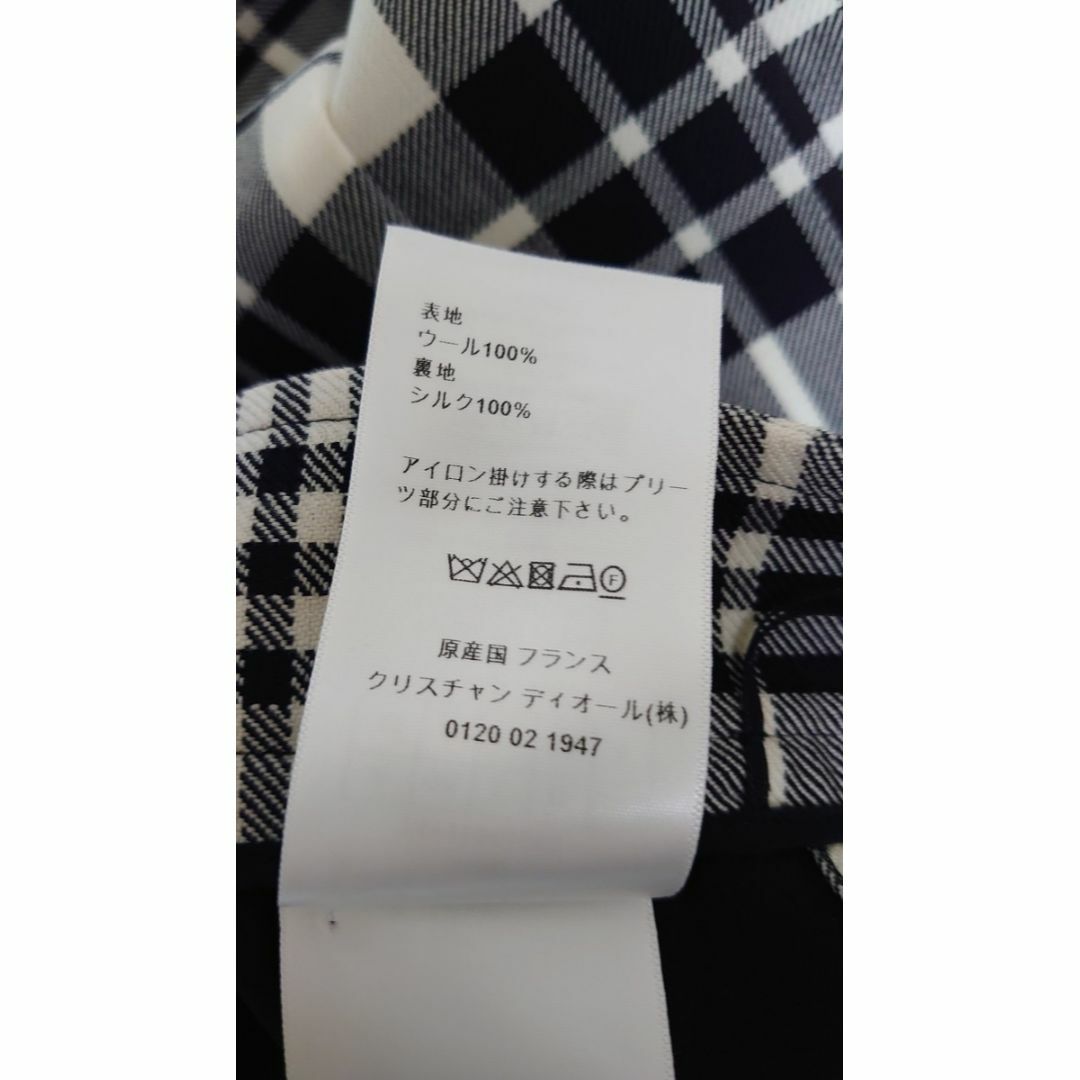 表地
ウール100%
裏地
シルク100%
アイロン掛けする際はプリー
ツ部分にご注意下さい。
F
原産国 フランス
クリスチャン ディオール(株)
0120 02 1947